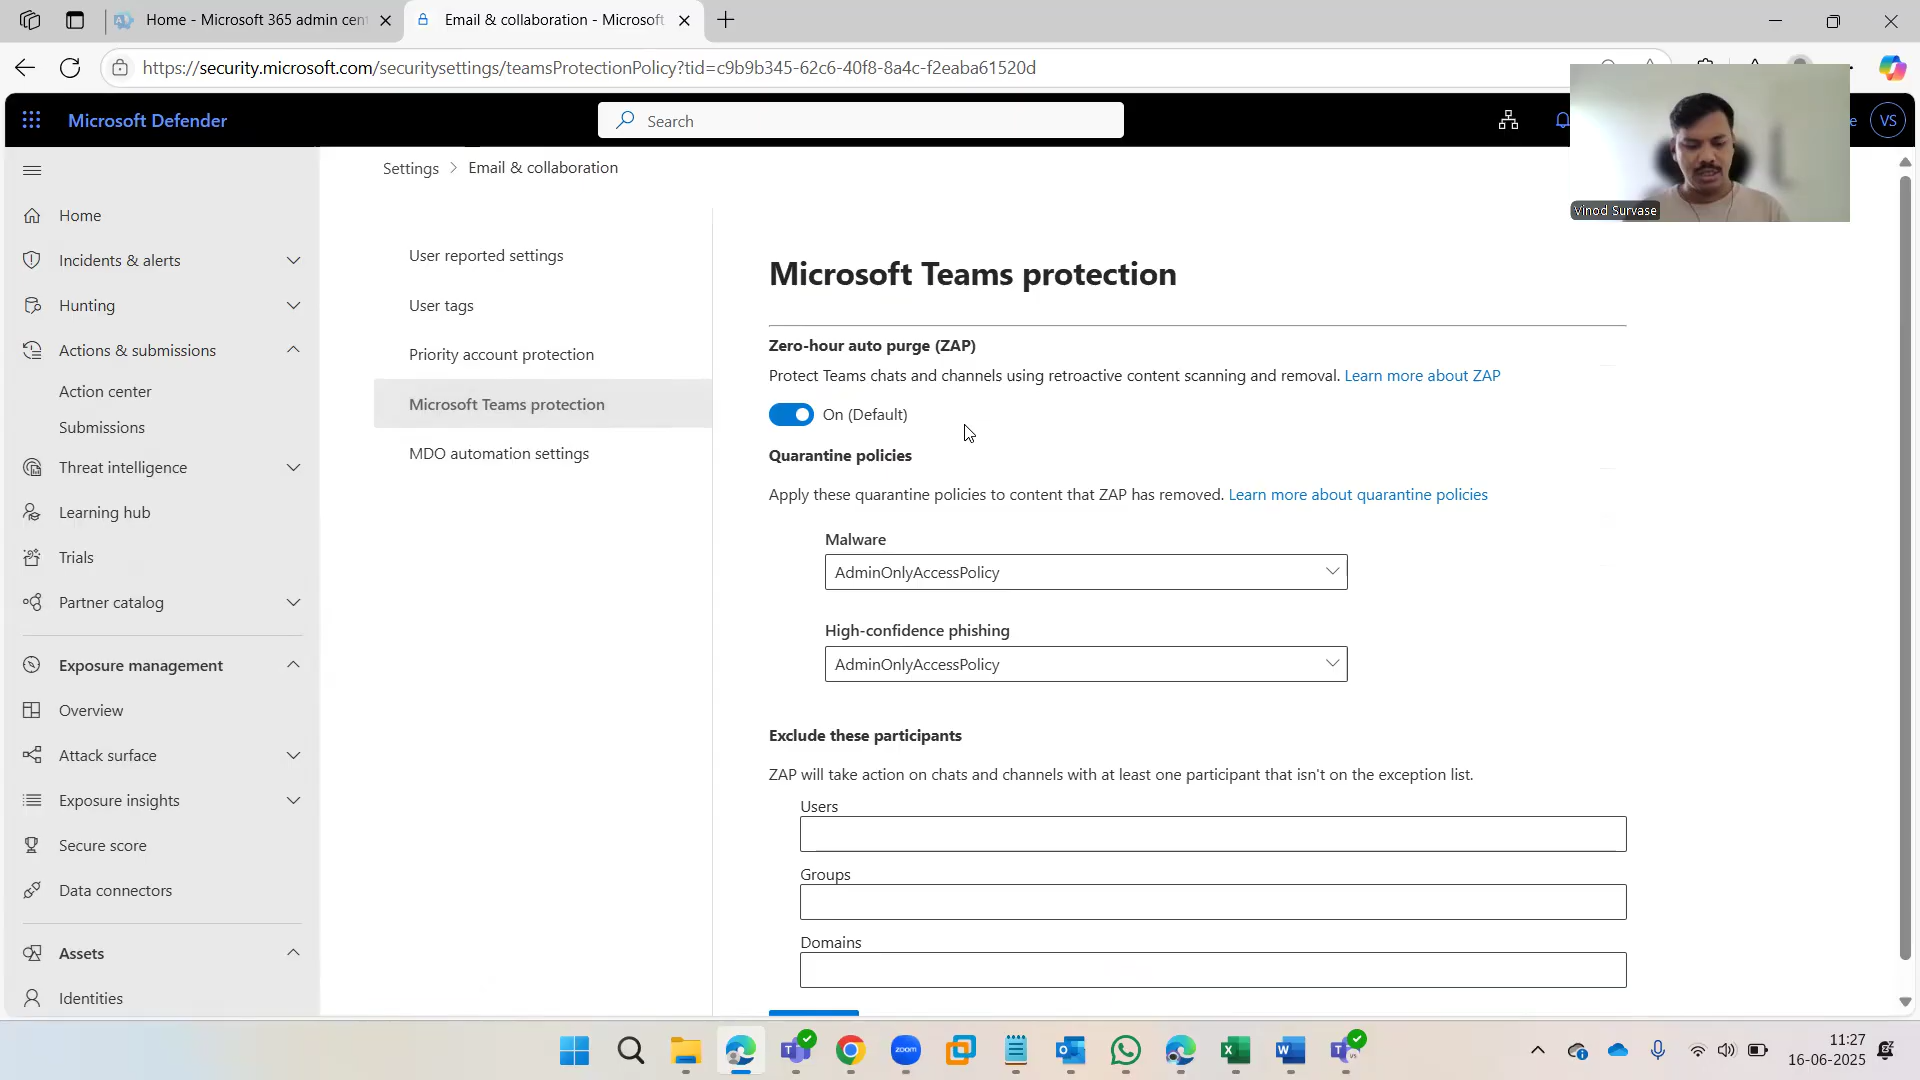 Home - Microsoft 365 admin cen
Email & collaboration - Microsoft
https://security.microsoft.com/securitysettings/teamsProtectionPolicy?tid=c9b9b345-62c6-40f8-8a4c-f2eaba61520d
Microsoft Defender
Search
VS
Vinod Survase
Settings > Email & collaboration
Home
Incidents & alerts
Hunting
Actions & submissions
Action center
Submissions
Threat intelligence
Learning hub
Trials
Partner catalog
Exposure management
Overview
Attack surface
Exposure insights
Secure score
Data connectors
Assets
Identities
User reported settings
User tags
Priority account protection
Microsoft Teams protection
MDO automation settings
Microsoft Teams protection
Zero-hour auto purge (ZAP)
Protect Teams chats and channels using retroactive content scanning and removal. Learn more about ZAP
On (Default)
Quarantine policies
Apply these quarantine policies to content that ZAP has removed. Learn more about quarantine policies
Malware
AdminOnlyAccessPolicy
High-confidence phishing
AdminOnlyAccessPolicy
Exclude these participants
ZAP will take action on chats and channels with at least one participant that isn't on the exception list.
Users
Groups
Domains
zoom
11:27
16-06-2025